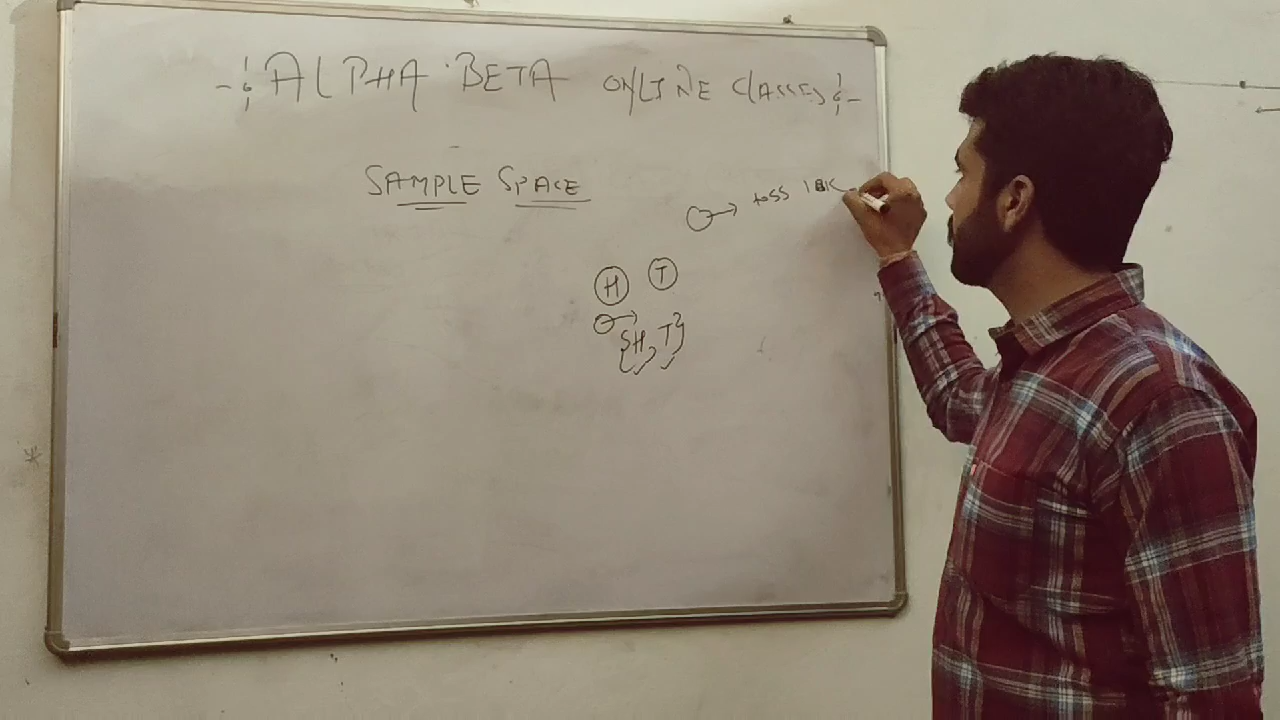 -:ALPHA BETA ONLINE CLASSES:-
SAMPLE SPACE
toss
H T
{H, T}